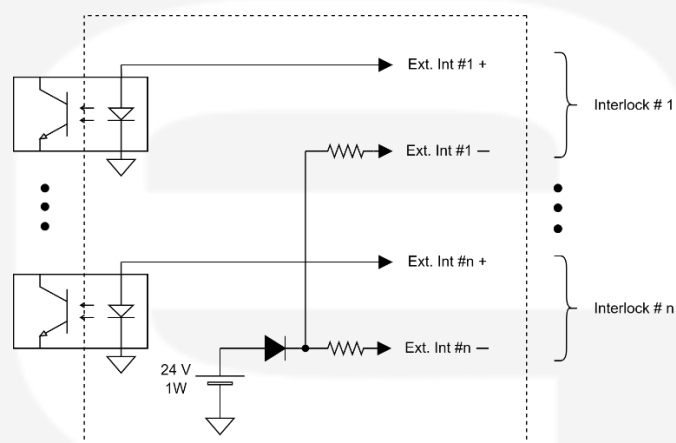 Ext. Int #1 +
Interlock # 1
Ext. Int #1 —
Ext. Int #n +
Interlock # n
Ext. Int #n —
24 V
1W